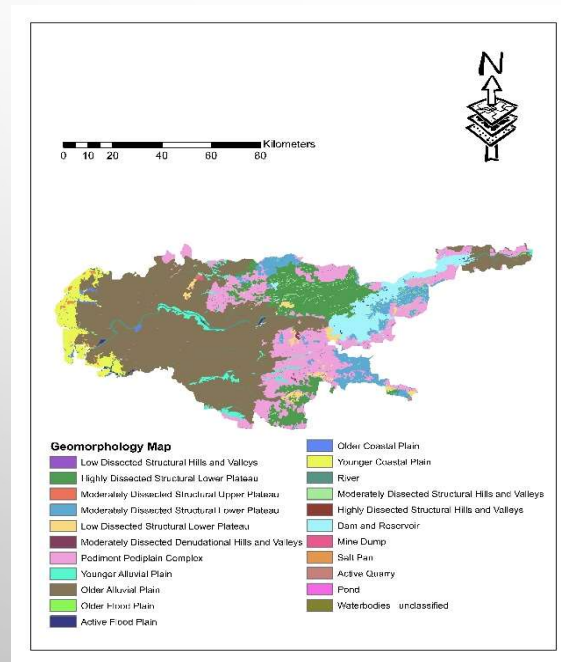 N
Kilometers
0 5 10 20 40 60 80
Geomorphology Map
Low Dissected Structural Hills and Valleys
Highly Dissected Structural Lower Plateau
Moderately Dissected Structural Upper Plateau
Moderately Dissected Structural Lower Plateau
Low Dissected Structural Lower Plateau
Moderately Dissected Denudational Hills and Valleys
Pediment Pediplain Complex
Younger Alluvial Plain
Older Alluvial Plain
Older Flood Plain
Active Flood Plain
Older Coastal Plain
Younger Coastal Plain
River
Moderately Dissected Structural Hills and Valleys
Highly Dissected Structural Hills and Valleys
Dam and Reservoir
Mine Dump
Salt Pan
Active Quarry
Pond
Waterbodies unclassified